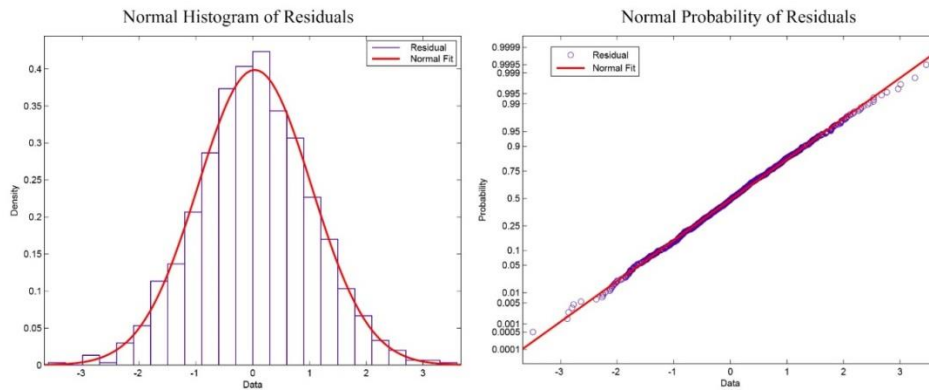 Normal Histogram of Residuals
Residual
Normal Fit
0.4
0.35
0.3
0.25
0.2
0.15
0.1
0.05
0
Density
-3 -2 -1 0 1 2 3
Data
Normal Probability of Residuals
Residual
Normal Fit
0.9999
0.9995
0.999
0.995
0.99
0.95
0.9
0.75
0.5
0.25
0.1
0.05
0.01
0.005
0.001
0.0005
0.0001
Probability
-3 -2 -1 0 1 2 3
Data